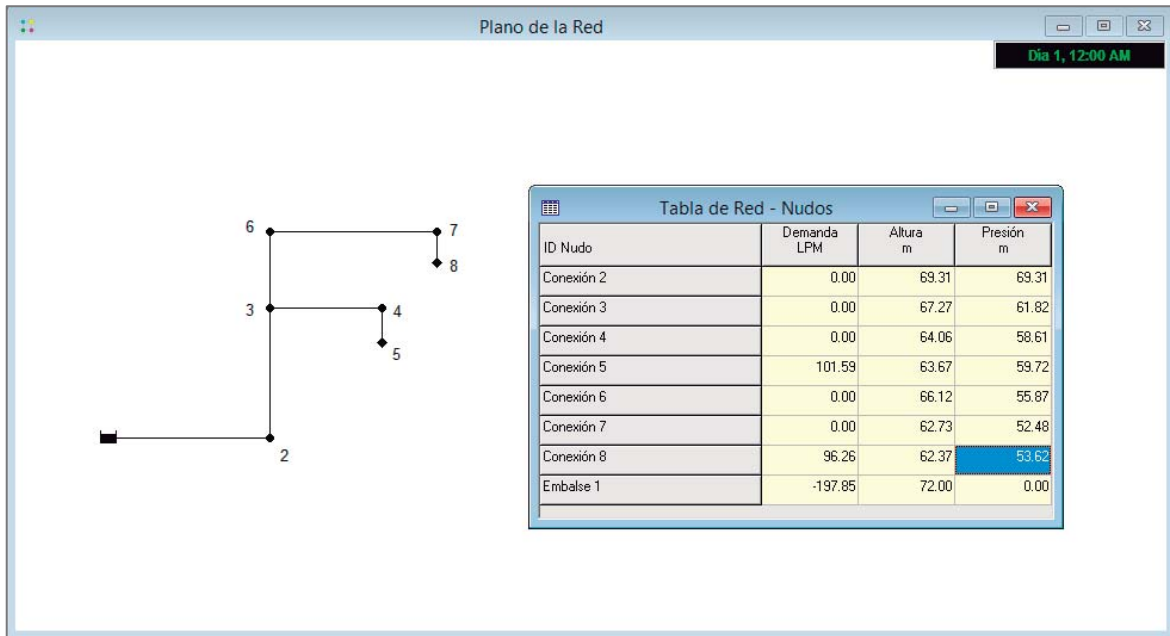 Plano de la Red
Día 1, 12:00 AM
6
7
8
3
4
5
2
Tabla de Red - Nudos
ID Nudo Demanda LPM Altura m Presión m
Conexión 2 0.00 69.31 69.31
Conexión 3 0.00 67.27 61.82
Conexión 4 0.00 64.06 58.61
Conexión 5 101.59 63.67 59.72
Conexión 6 0.00 66.12 55.87
Conexión 7 0.00 62.73 52.48
Conexión 8 96.26 62.37 53.62
Embalse 1 -197.85 72.00 0.00